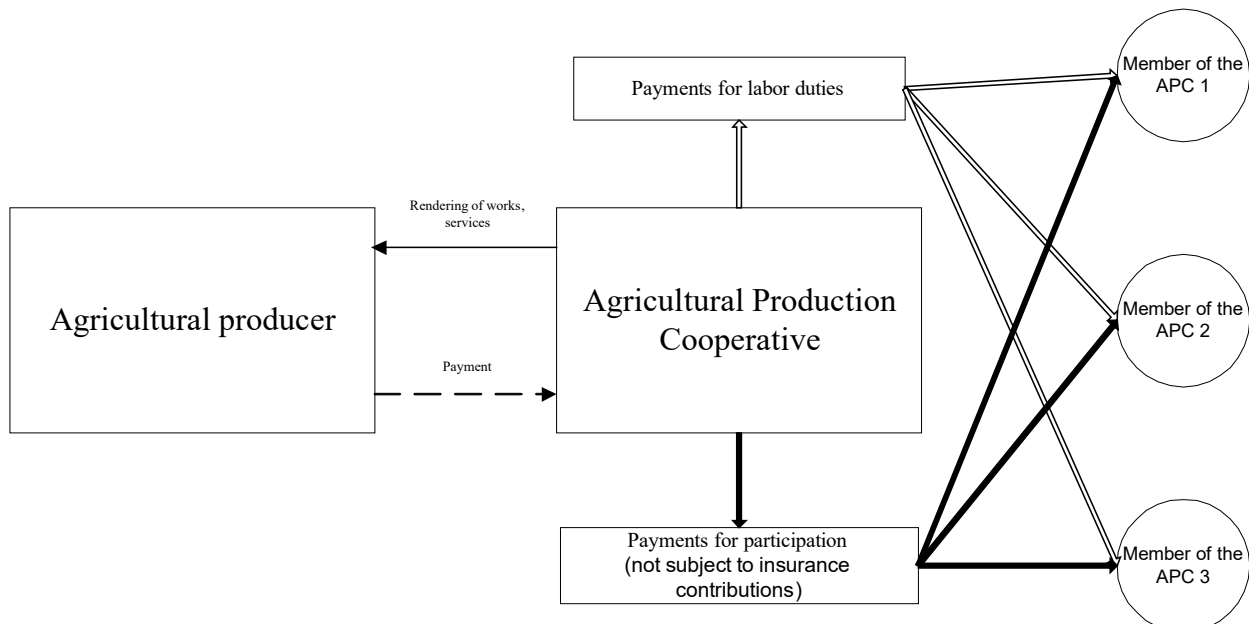 Payments for labor duties
Member of the
APC 1
Rendering of works,
services
Agricultural producer
Agricultural Production
Cooperative
Member of the
APC 2
Payment
Payments for participation
(not subject to insurance
contributions)
Member of the
APC 3